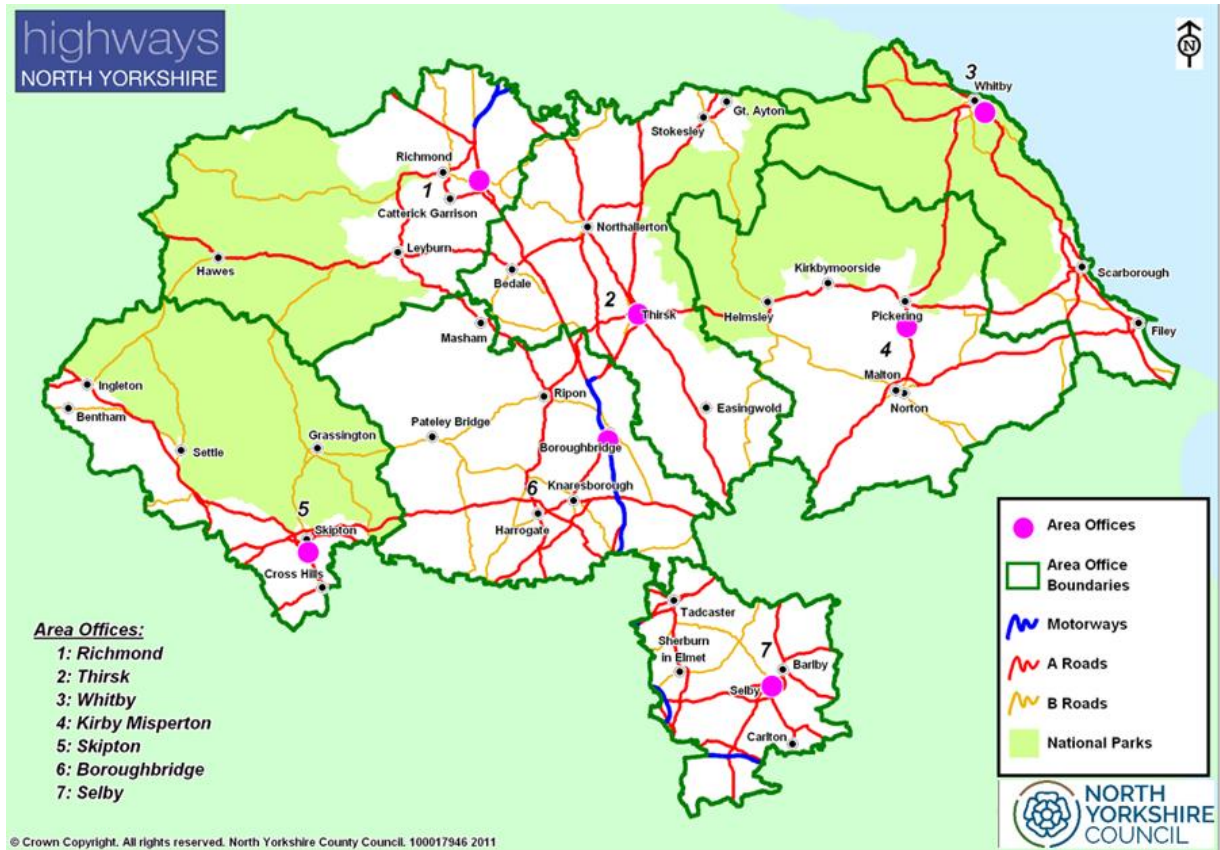 highways
NORTH YORKSHIRE
N
3
Whitby
Gt. Ayton
Stokesley
Richmond
1
Catterick Garrison
Northallerton
Leyburn
Hawes
Bedale
Kirkbymoorside
Scarborough
2
Thirsk
Helmsley
Pickering
Filey
Masham
4
Malton
Norton
Ingleton
Bentham
Ripon
Easingwold
Pateley Bridge
Grassington
Settle
Boroughbridge
Knaresborough
6
Harrogate
5
Skipton
Cross Hills
Tadcaster
Sherburn
in Elmet
7
Barlby
Selby
Carlton
Area Offices:
1: Richmond
2: Thirsk
3: Whitby
4: Kirby Misperton
5: Skipton
6: Boroughbridge
7: Selby
Area Offices
Area Office
Boundaries
Motorways
A Roads
B Roads
National Parks
NORTH
YORKSHIRE
COUNCIL
© Crown Copyright. All rights reserved. North Yorkshire County Council. 100017946 2011